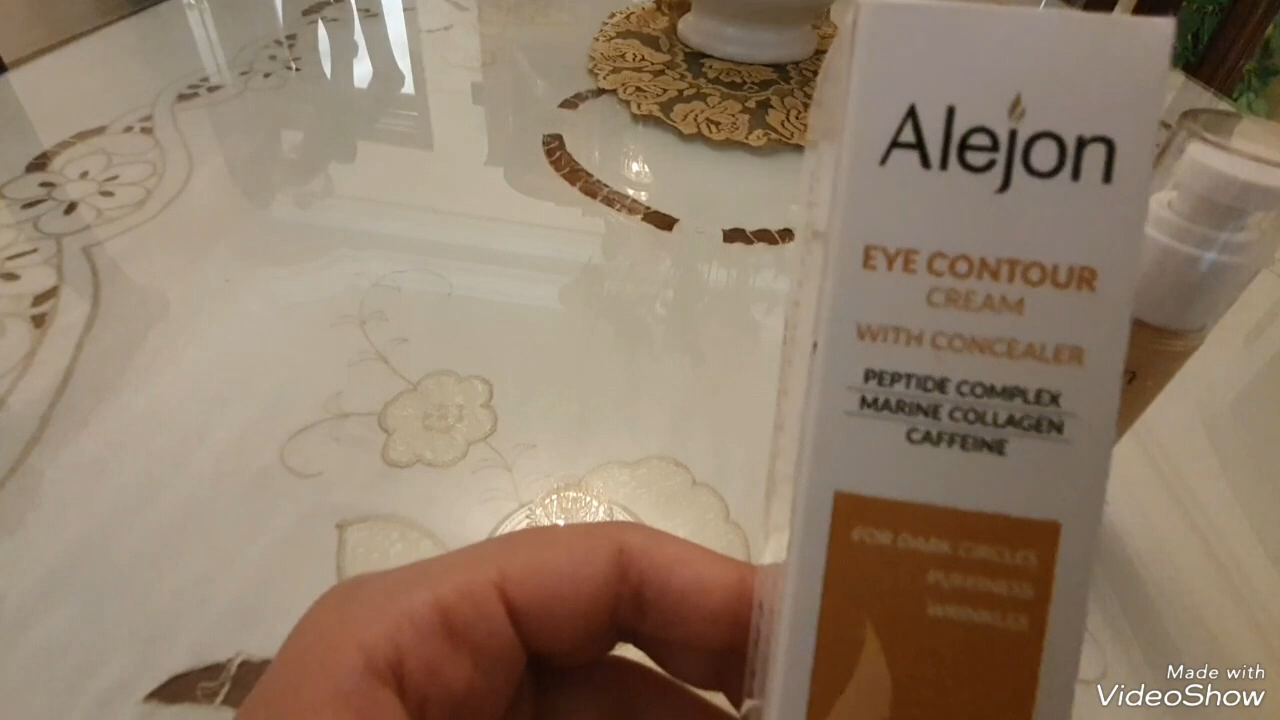 Alejon
EYE CONTOUR
CREAM
WITH CONCEALER
PEPTIDE COMPLEX
MARINE COLLAGEN
CAFFEINE
FOR DARK CIRCLES
PUFFINESS
WRINKLES
Made with
VideoShow